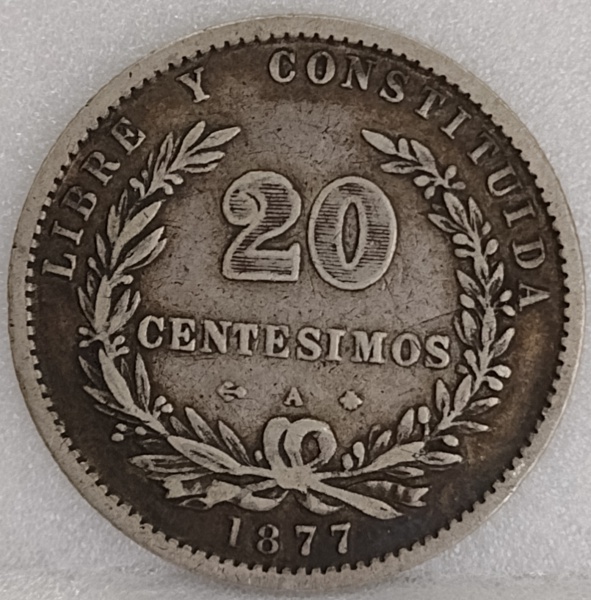 LIBRE Y CONSTITUIDA
20
CENTESIMOS
A
1877